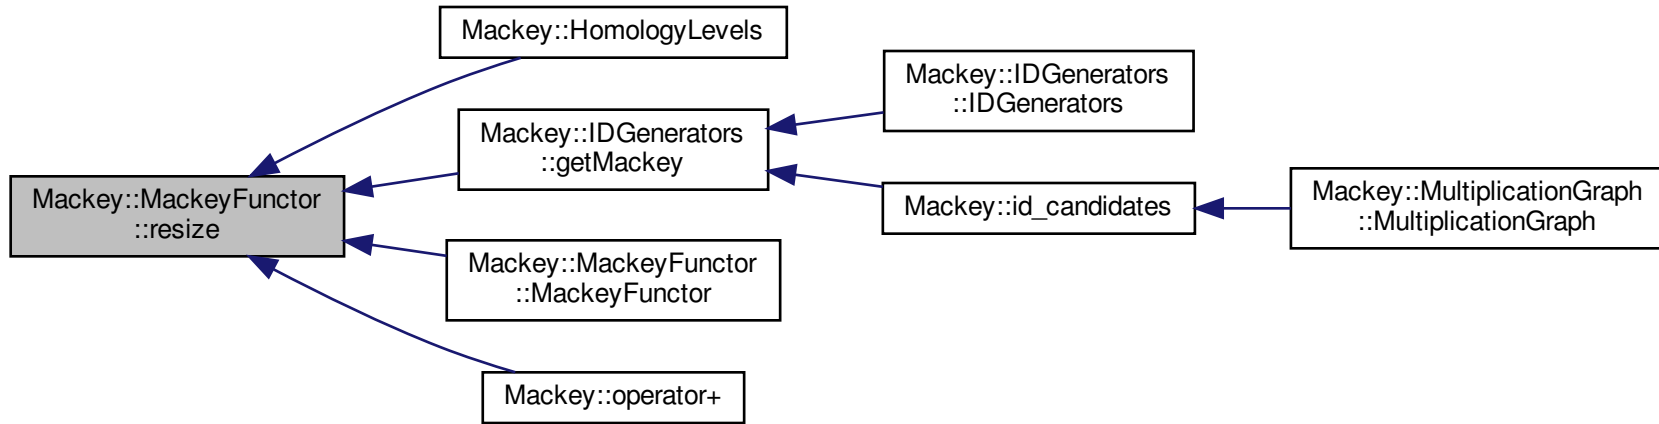 Mackey::MackeyFunctor
::resize
Mackey::HomologyLevels
Mackey::IDGenerators
::getMackey
Mackey::IDGenerators
::IDGenerators
Mackey::id_candidates
Mackey::MultiplicationGraph
::MultiplicationGraph
Mackey::MackeyFunctor
::MackeyFunctor
Mackey::operator+